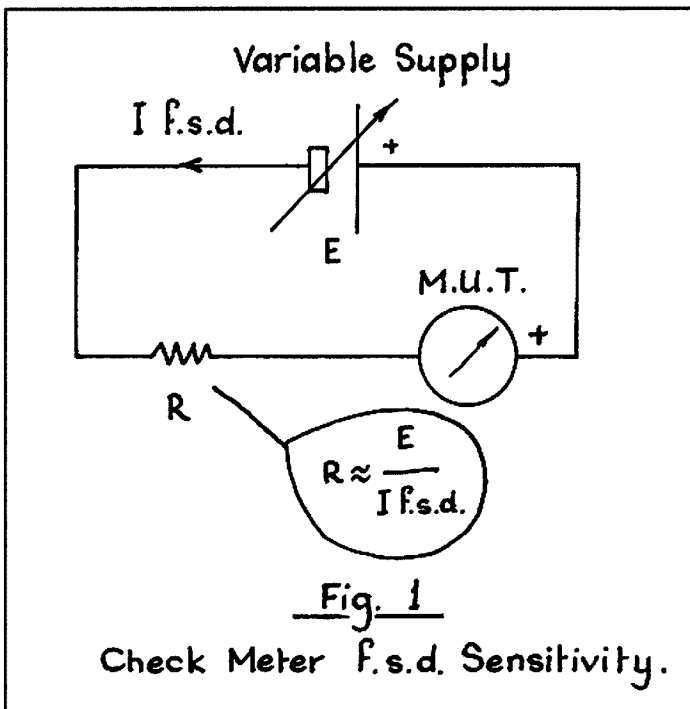 Variable Supply
I f.s.d.
+
E
M.U.T.
+
R
R ≈ E / I f.s.d.
Fig. 1
Check Meter f.s.d. Sensitivity.